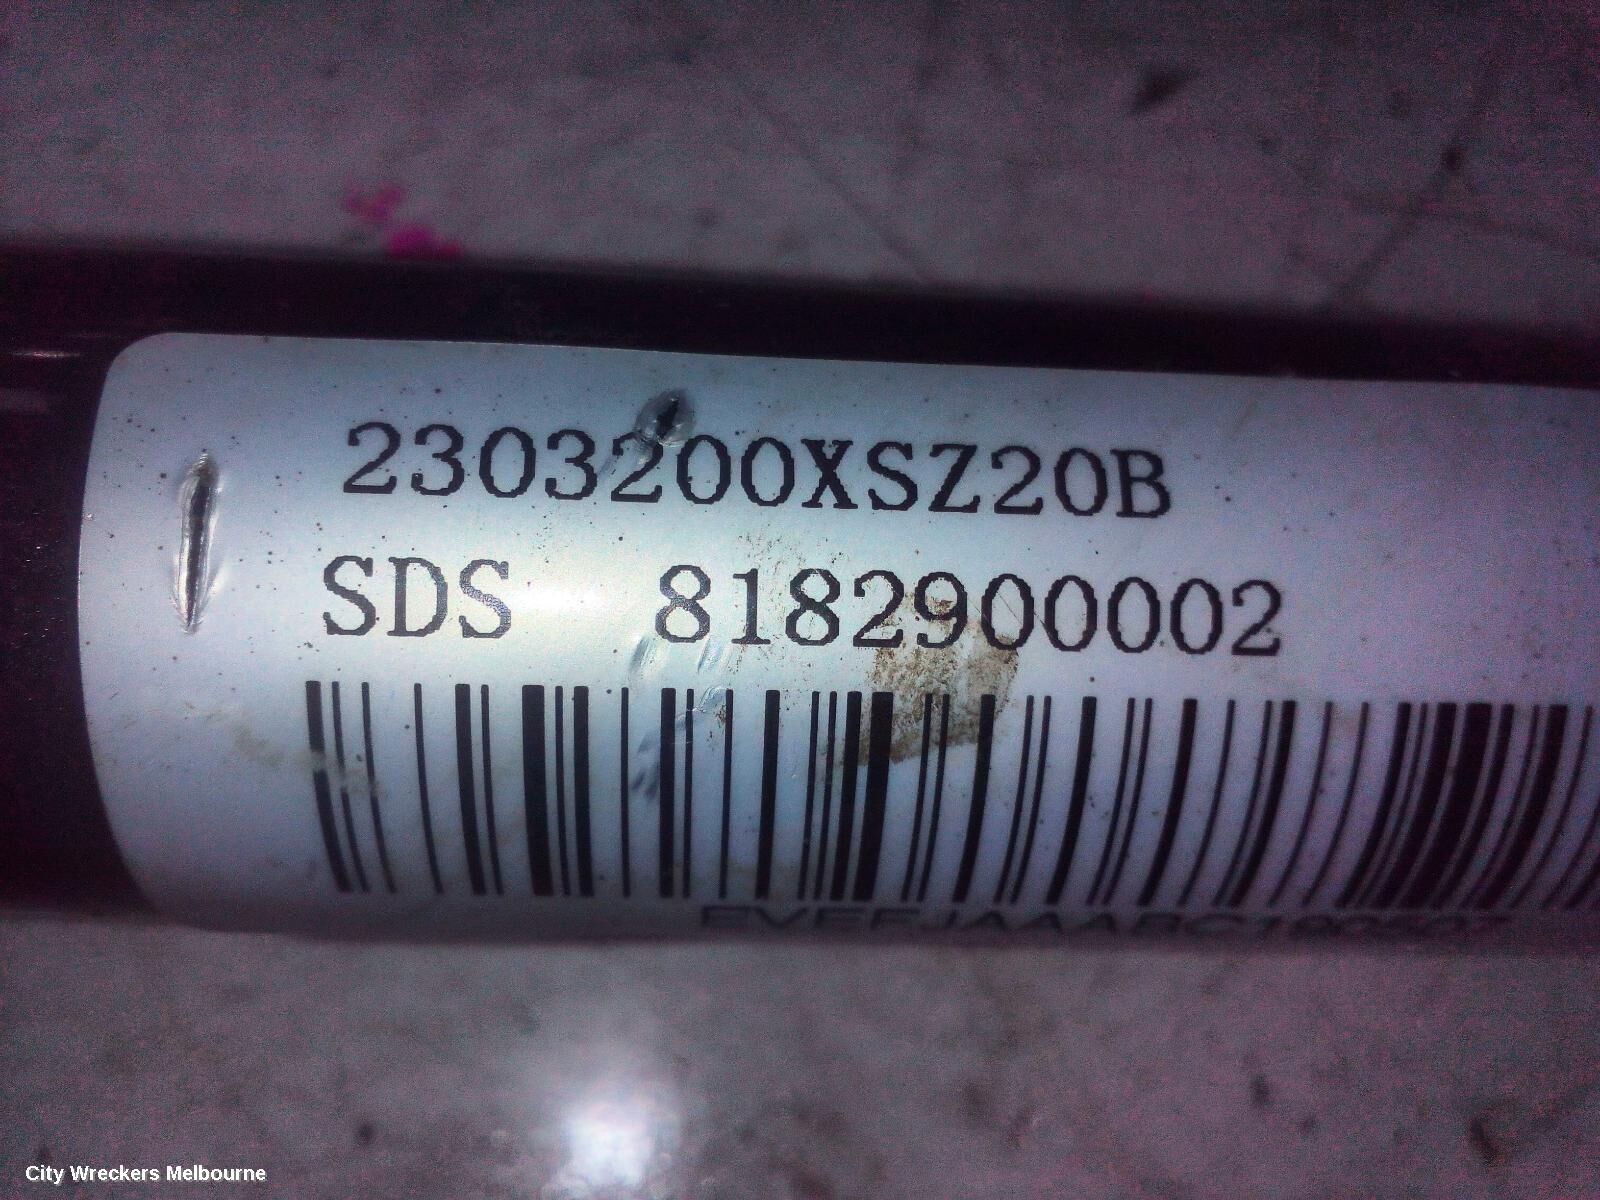 2303200XSZ20B
SDS 8182900002
City Wreckers Melbourne